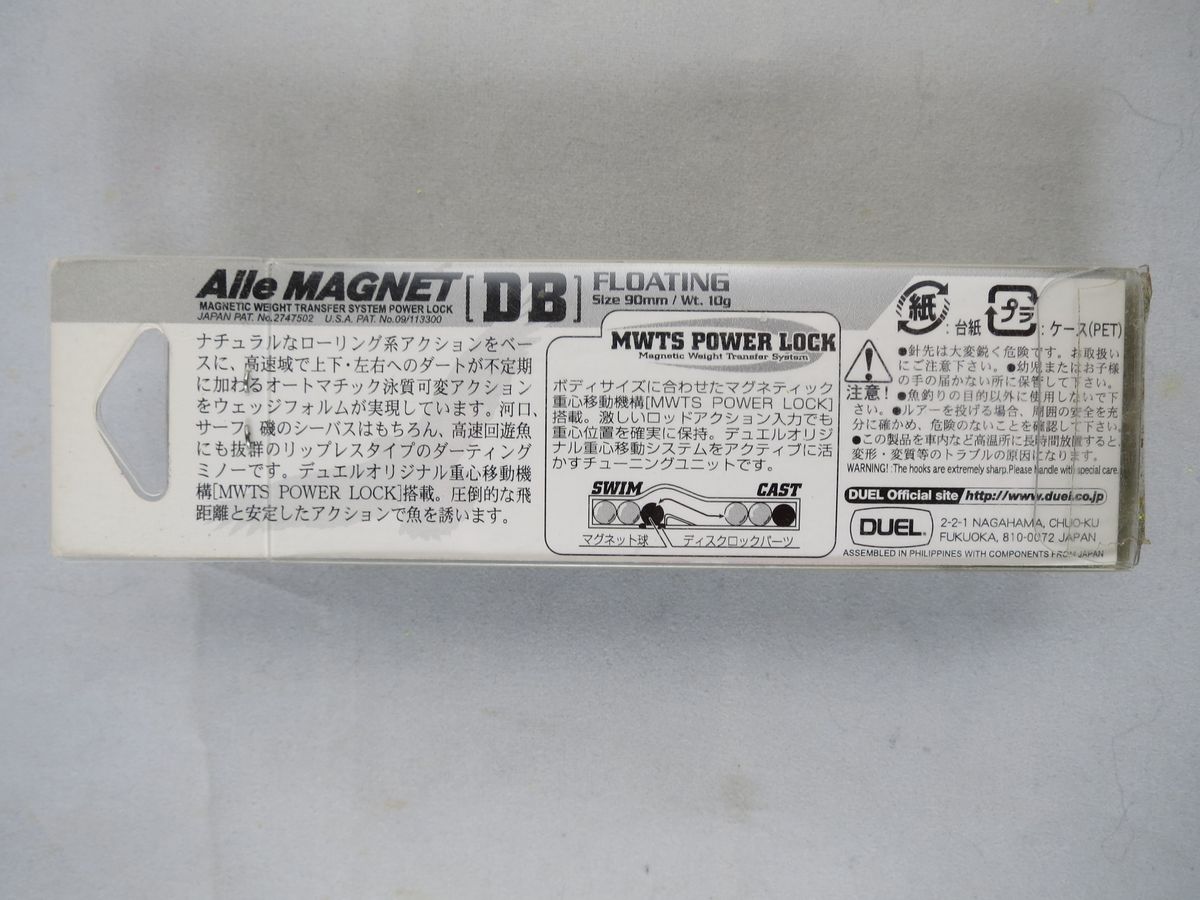 Aile MAGNET [DB] FLOATING
Size 90mm / Wt. 10g
MAGNETIC WEIGHT TRANSFER SYSTEM POWER LOCK
JAPAN PAT. No.2747502 U.S.A. PAT. No.09/113300
ナチュラルなローリング系アクションをベー
スに、高速域で上下・左右へのダートが不定期
に加わるオートマチック泳質可変アクション
をウェッジフォルムが実現しています。河口、
サーフ、磯のシーバスはもちろん、高速回遊魚
にも抜群のリップレスタイプのダーティング
ミノーです。デュエルオリジナル重心移動機
構[MWTS POWER LOCK]搭載。圧倒的な飛
距離と安定したアクションで魚を誘います。
MWTS POWER LOCK
Magnetic Weight Transfer System
ボディサイズに合わせたマグネティック
重心移動機構[MWTS POWER LOCK]
搭載。激しいロッドアクション入力でも
重心位置を確実に保持。デュエルオリジ
ナル重心移動システムをアクティブに活
かすチューニングユニットです。
SWIM CAST
マグネット球 ディスクロックパーツ
紙 : 台紙 プラ : ケース(PET)
注意!
●針先は大変鋭く危険です。お取扱い
にご注意下さい。●幼児またはお子様
の手の届かない所に保管して下さい。
●魚釣りの目的以外に使用しないで下
さい。●ルアーを投げる場合、周囲の安全を充
分に確かめ、危険のないことを確認して下さい。
●この製品を車内など高温所に長時間放置すると、
変形・変質等のトラブルの原因になります。
WARNING! :The hooks are extremely sharp.Please handle with special care.
DUEL Official site http://www.duel.co.jp
DUEL.
2-2-1 NAGAHAMA, CHUO-KU
FUKUOKA, 810-0072 JAPAN
ASSEMBLED IN PHILIPPINES WITH COMPONENTS FROM JAPAN